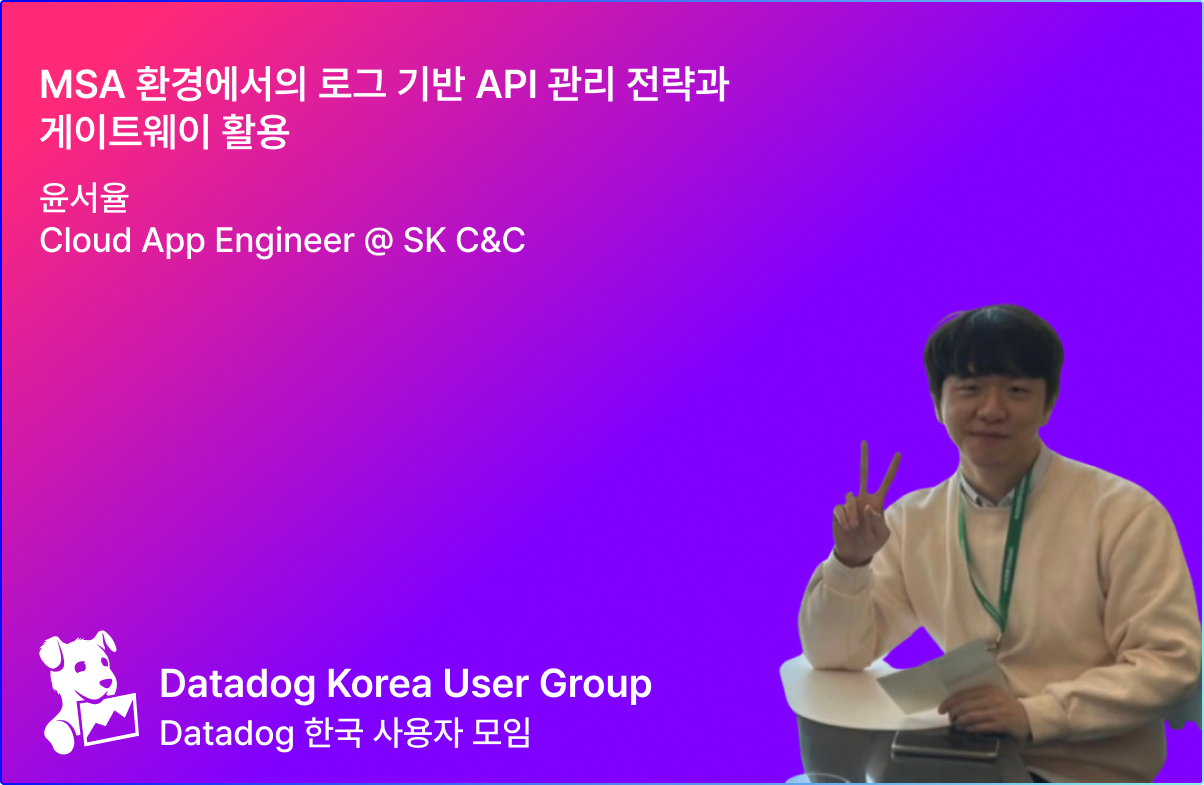 MSA 환경에서의 로그 기반 API 관리 전략과
게이트웨이 활용
윤서율
Cloud App Engineer @ SK C&C
Datadog Korea User Group
Datadog 한국 사용자 모임